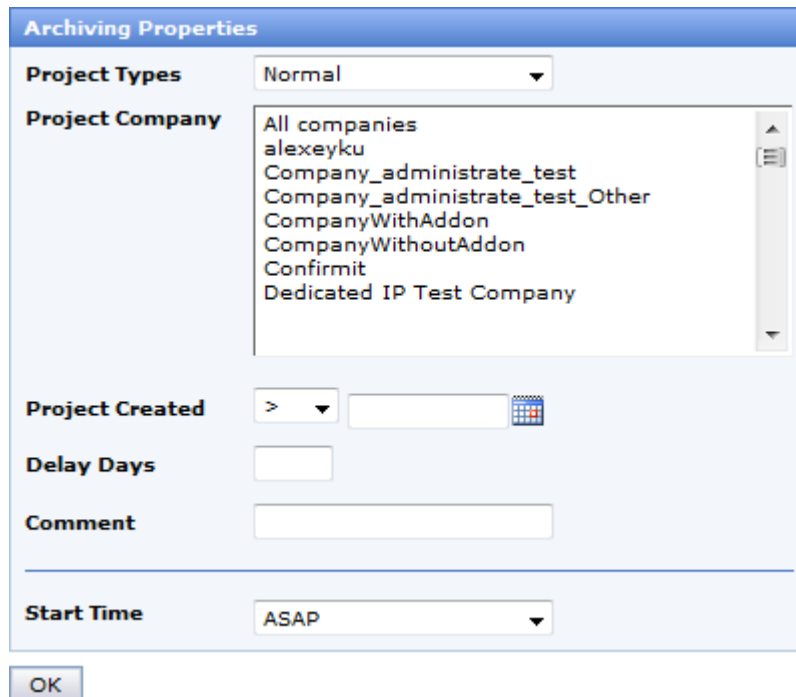 Archiving Properties
Project Types Normal
Project Company All companies
alexeyku
Company_administrate_test
Company_administrate_test_Other
CompanyWithAddon
CompanyWithoutAddon
Confirmit
Dedicated IP Test Company
Project Created >
Delay Days
Comment
Start Time ASAP
OK